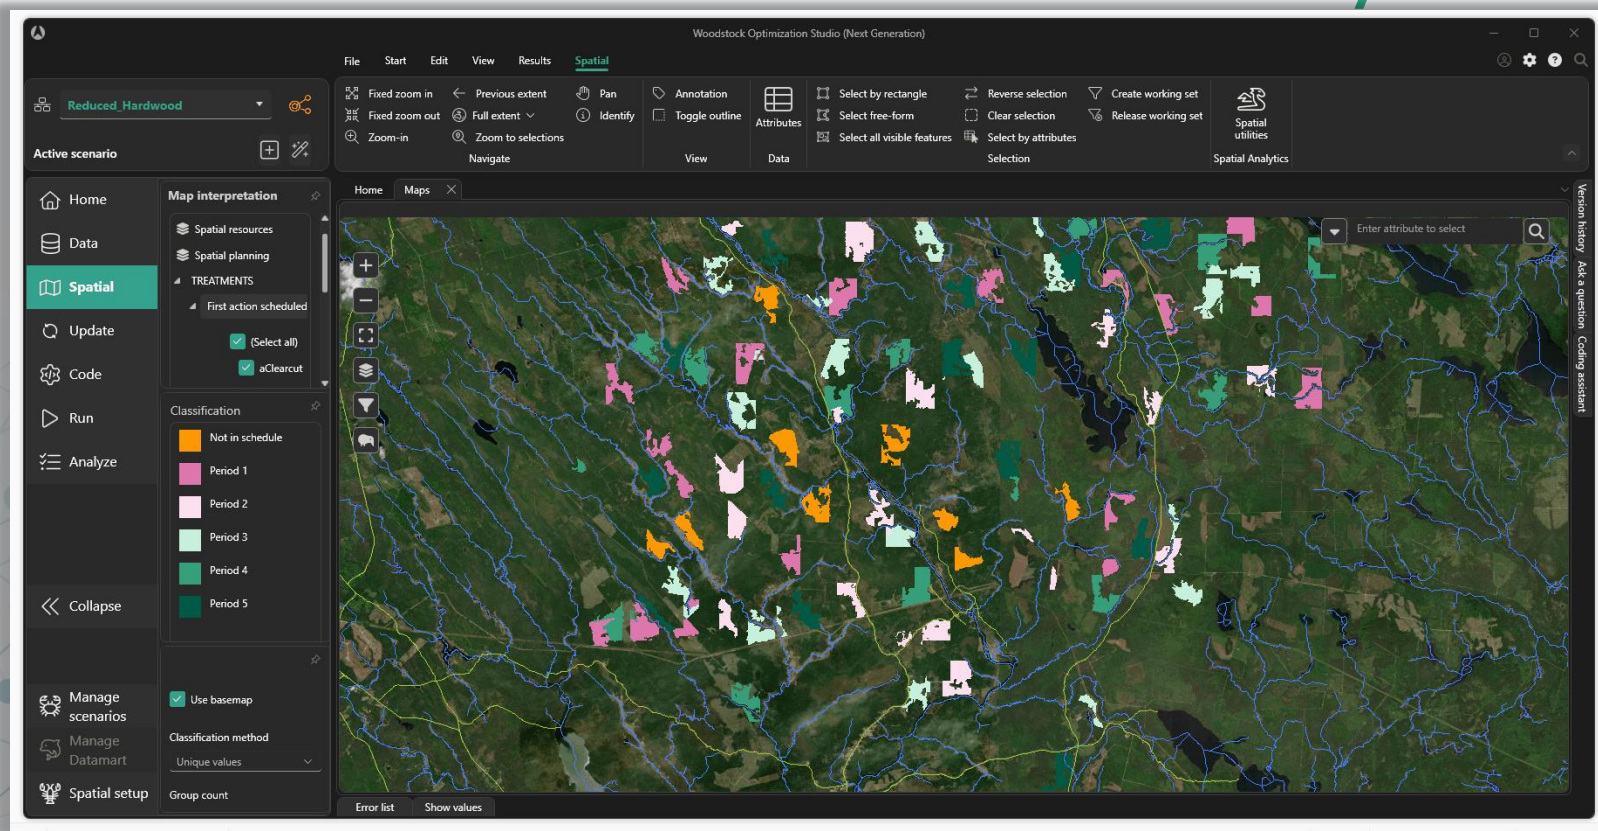 Woodstock Optimization Studio (Next Generation)
File Start Edit View Results Spatial
Reduced_Hardwood
Active scenario
Fixed zoom in
Fixed zoom out
Zoom-in
Previous extent
Full extent
Zoom to selections
Pan
Identify
Navigate
Annotation
Toggle outline
View
Attributes
Data
Select by rectangle
Select free-form
Select all visible features
Reverse selection
Clear selection
Select by attributes
Create working set
Release working set
Selection
Spatial
utilities
Spatial Analytics
Home
Data
Spatial
Update
Code
Run
Analyze
Collapse
Manage
scenarios
Manage
Datamart
Spatial setup
Map interpretation
Spatial resources
Spatial planning
TREATMENTS
First action scheduled
(Select all)
aClearcut
Classification
Not in schedule
Period 1
Period 2
Period 3
Period 4
Period 5
Use basemap
Classification method
Unique values
Group count
Home Maps
Enter attribute to select
Version history
Ask a question
Coding assistant
Error list Show values